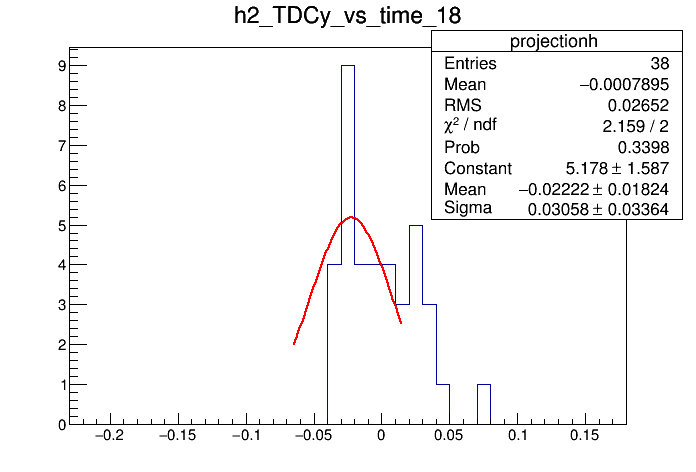 h2_TDCy_vs_time_18
projectionh
Entries 38
Mean −0.0007895
RMS 0.02652
χ² / ndf 2.159 / 2
Prob 0.3398
Constant 5.178 ± 1.587
Mean −0.02222 ± 0.01824
Sigma 0.03058 ± 0.03364
9
8
7
6
5
4
3
2
1
0
−0.2 −0.15 −0.1 −0.05 0 0.05 0.1 0.15